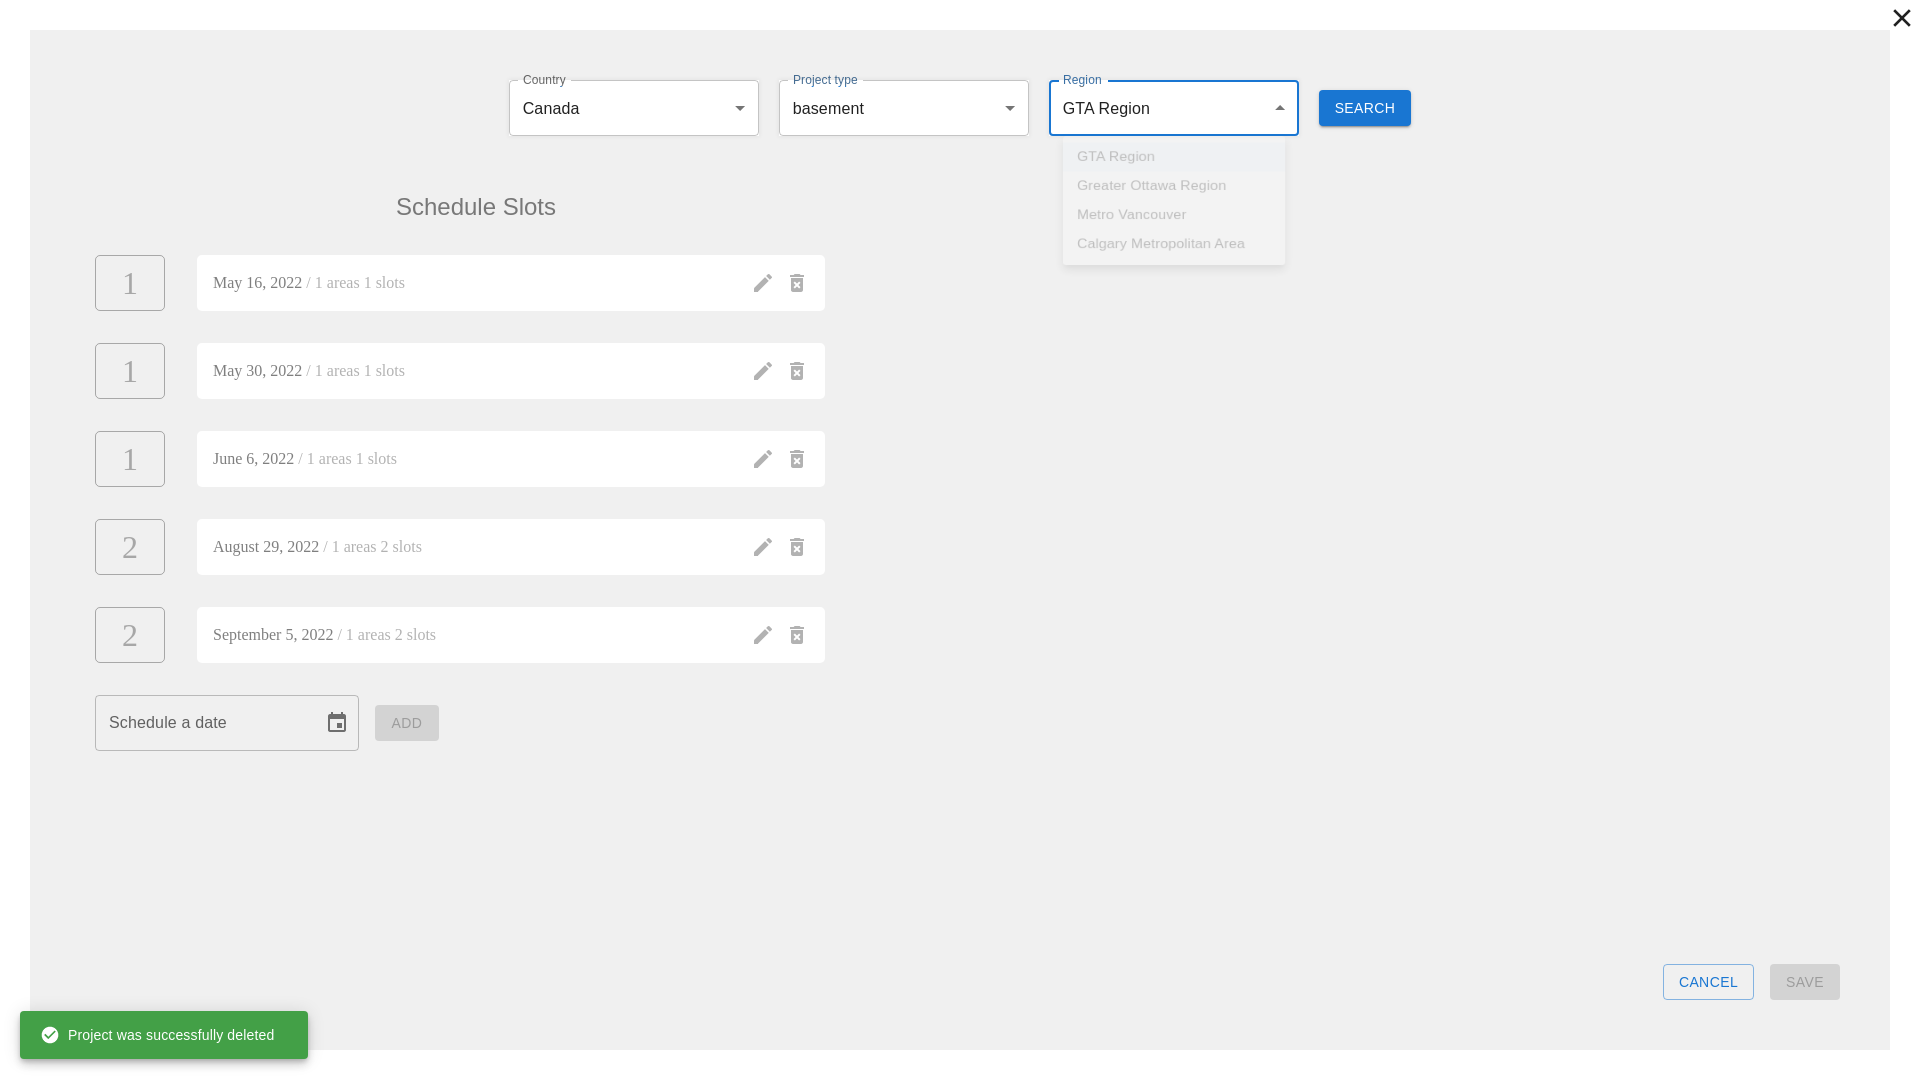 Country
Canada
Project type
basement
Region
GTA Region
SEARCH
GTA Region
Greater Ottawa Region
Metro Vancouver
Calgary Metropolitan Area
Schedule Slots
1
May 16, 2022 / 1 areas 1 slots
1
May 30, 2022 / 1 areas 1 slots
1
June 6, 2022 / 1 areas 1 slots
2
August 29, 2022 / 1 areas 2 slots
2
September 5, 2022 / 1 areas 2 slots
Schedule a date
ADD
CANCEL
SAVE
Project was successfully deleted